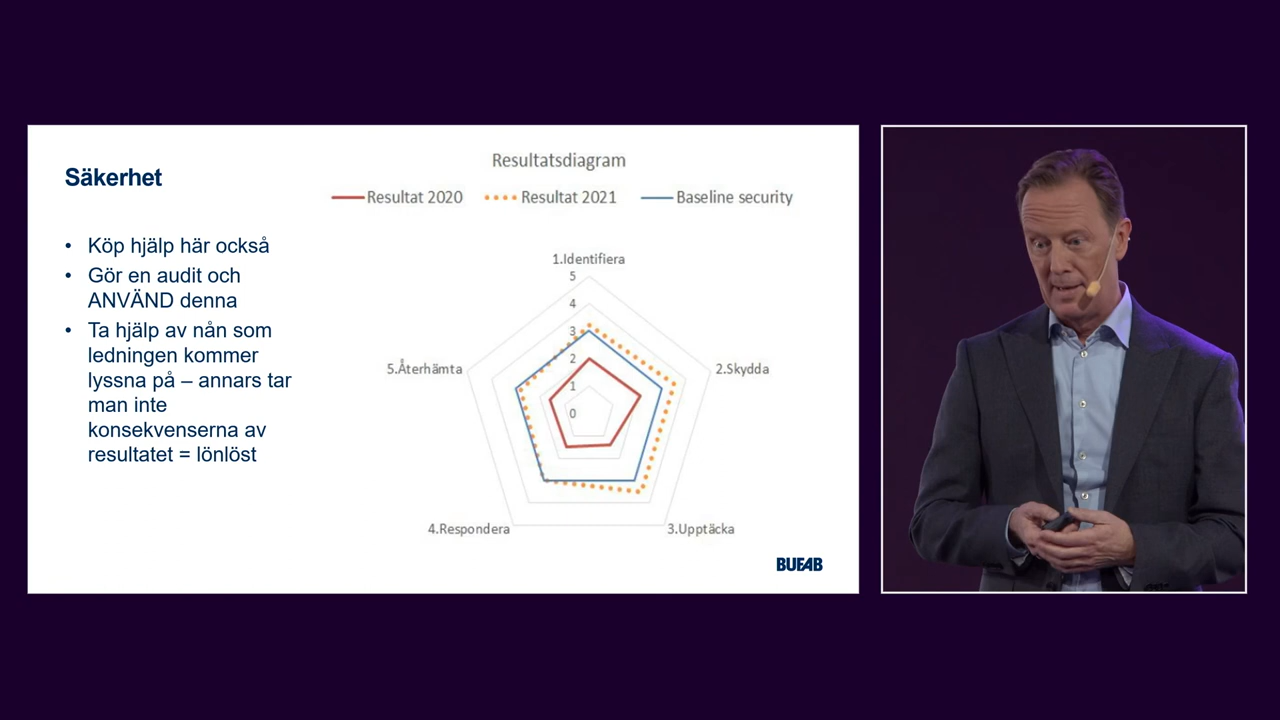 Säkerhet
• Köp hjälp här också
• Gör en audit och
ANVÄND denna
• Ta hjälp av nån som
ledningen kommer
lyssna på – annars tar
man inte
konsekvenserna av
resultatet = lönlöst
Resultatsdiagram
Resultat 2020
Resultat 2021
Baseline security
1.Identifiera
5
4
3
2
1
0
5.Återhämta
2.Skydda
4.Respondera
3.Upptäcka
BUFAB